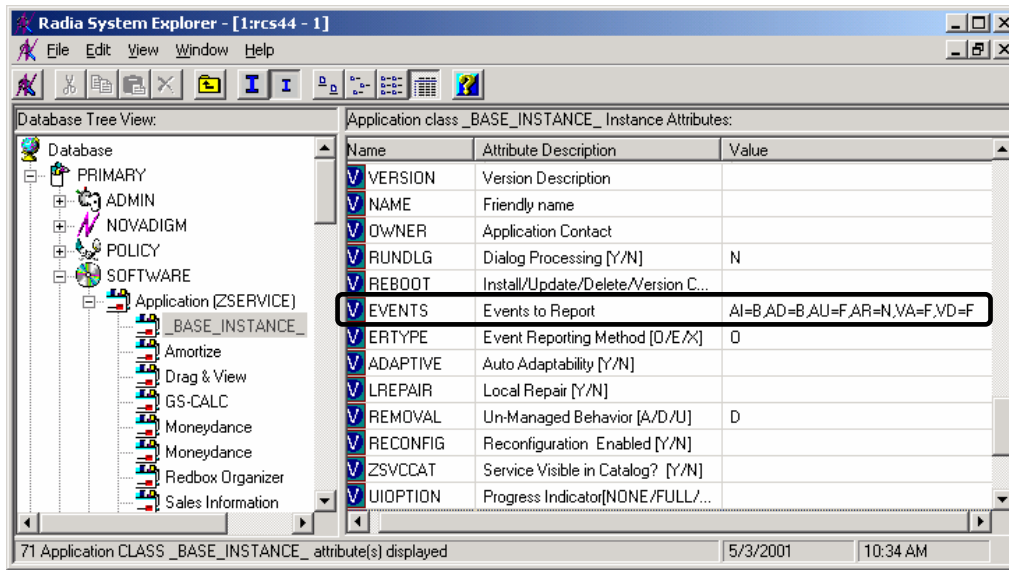 Radia System Explorer - [1:rcs44 - 1]
File Edit View Window Help
Database Tree View:
Application class _BASE_INSTANCE_ Instance Attributes:
Database
PRIMARY
ADMIN
NOVADIGM
POLICY
SOFTWARE
Application (ZSERVICE)
_BASE_INSTANCE_
Amortize
Drag & View
GS-CALC
Moneydance
Moneydance
Redbox Organizer
Sales Information
Name Attribute Description Value
VERSION Version Description
NAME Friendly name
OWNER Application Contact
RUNDLG Dialog Processing [Y/N] N
REBOOT Install/Update/Delete/Version C...
EVENTS Events to Report AI=B,AD=B,AU=F,AR=N,VA=F,VD=F
ERTYPE Event Reporting Method [O/E/X] O
ADAPTIVE Auto Adaptability [Y/N]
LREPAIR Local Repair [Y/N]
REMOVAL Un-Managed Behavior [A/D/U] D
RECONFIG Reconfiguration Enabled [Y/N]
ZSVCCAT Service Visible in Catalog? [Y/N]
UIOPTION Progress Indicator[NONE/FULL/...
71 Application CLASS _BASE_INSTANCE_ attribute(s) displayed 5/3/2001 10:34 AM